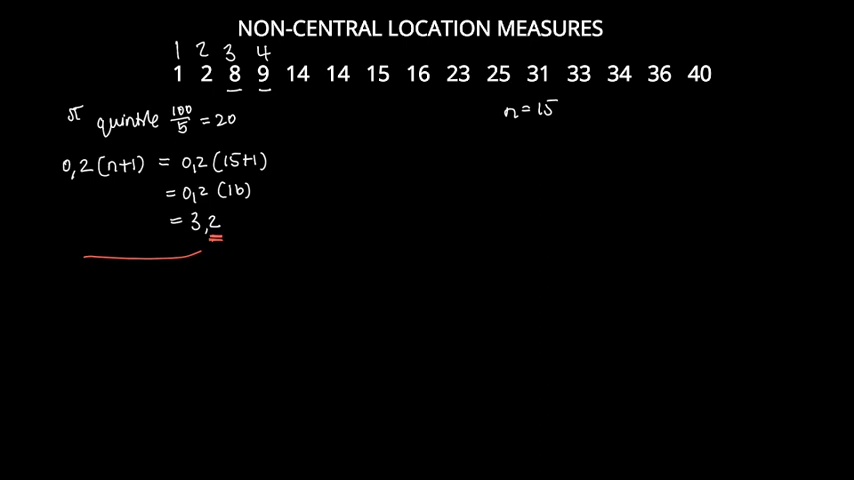 NON-CENTRAL LOCATION MEASURES
1 2 3 4
1 2 8 9 14 14 15 16 23 25 31 33 34 36 40
n = 15
quintile 100/5 = 20
0,2 (n+1) = 0,2 (15+1)
= 0,2 (16)
= 3,2